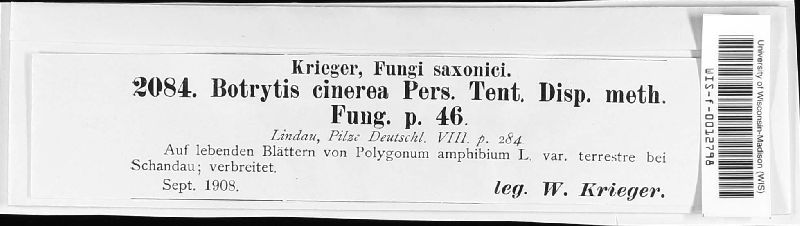 Krieger, Fungi saxonici.
2084. Botrytis cinerea Pers. Tent. Disp. meth.
Fung. p. 46.
Lindau, Pilze Deutschl. VIII. p. 284
Auf lebenden Blättern von Polygonum amphibium L. var. terrestre bei
Schandau; verbreitet.
Sept. 1908.
leg. W. Krieger.
University of Wisconsin-Madison (WIS)
WIS-f-0012798